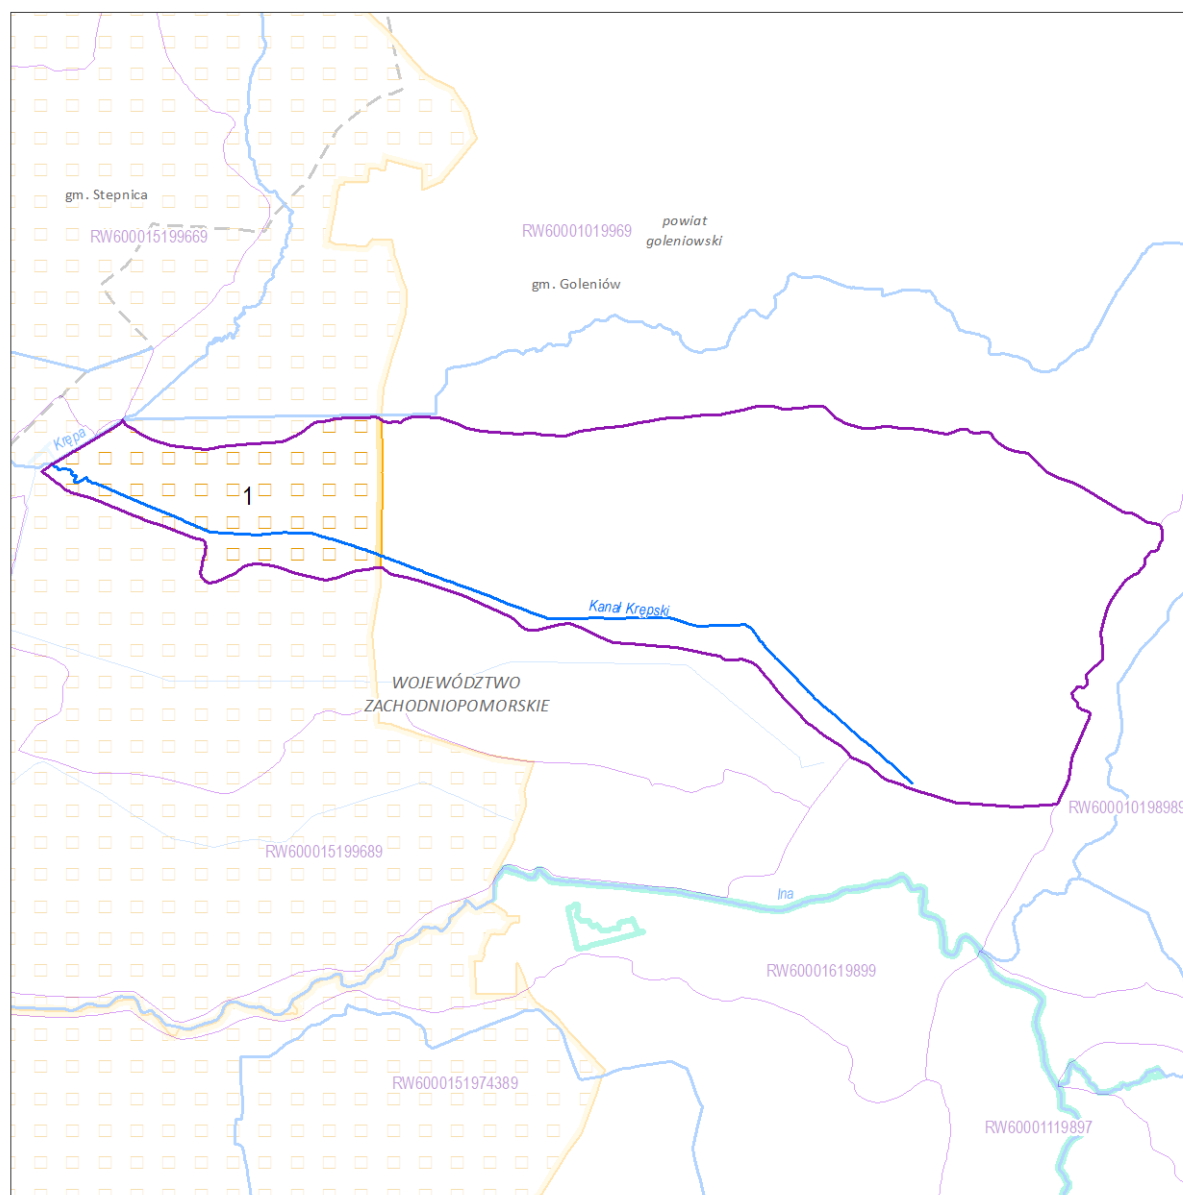 gm. Stepnica
RW600015199669
RW60001019969
powiat
goleniowski
gm. Goleniów
Krępa
1
Kanał Krępski
WOJEWÓDZTWO
ZACHODNIOPOMORSKIE
RW600010198989
RW600015199689
Ina
RW60001619899
RW6000151974389
RW60001119897